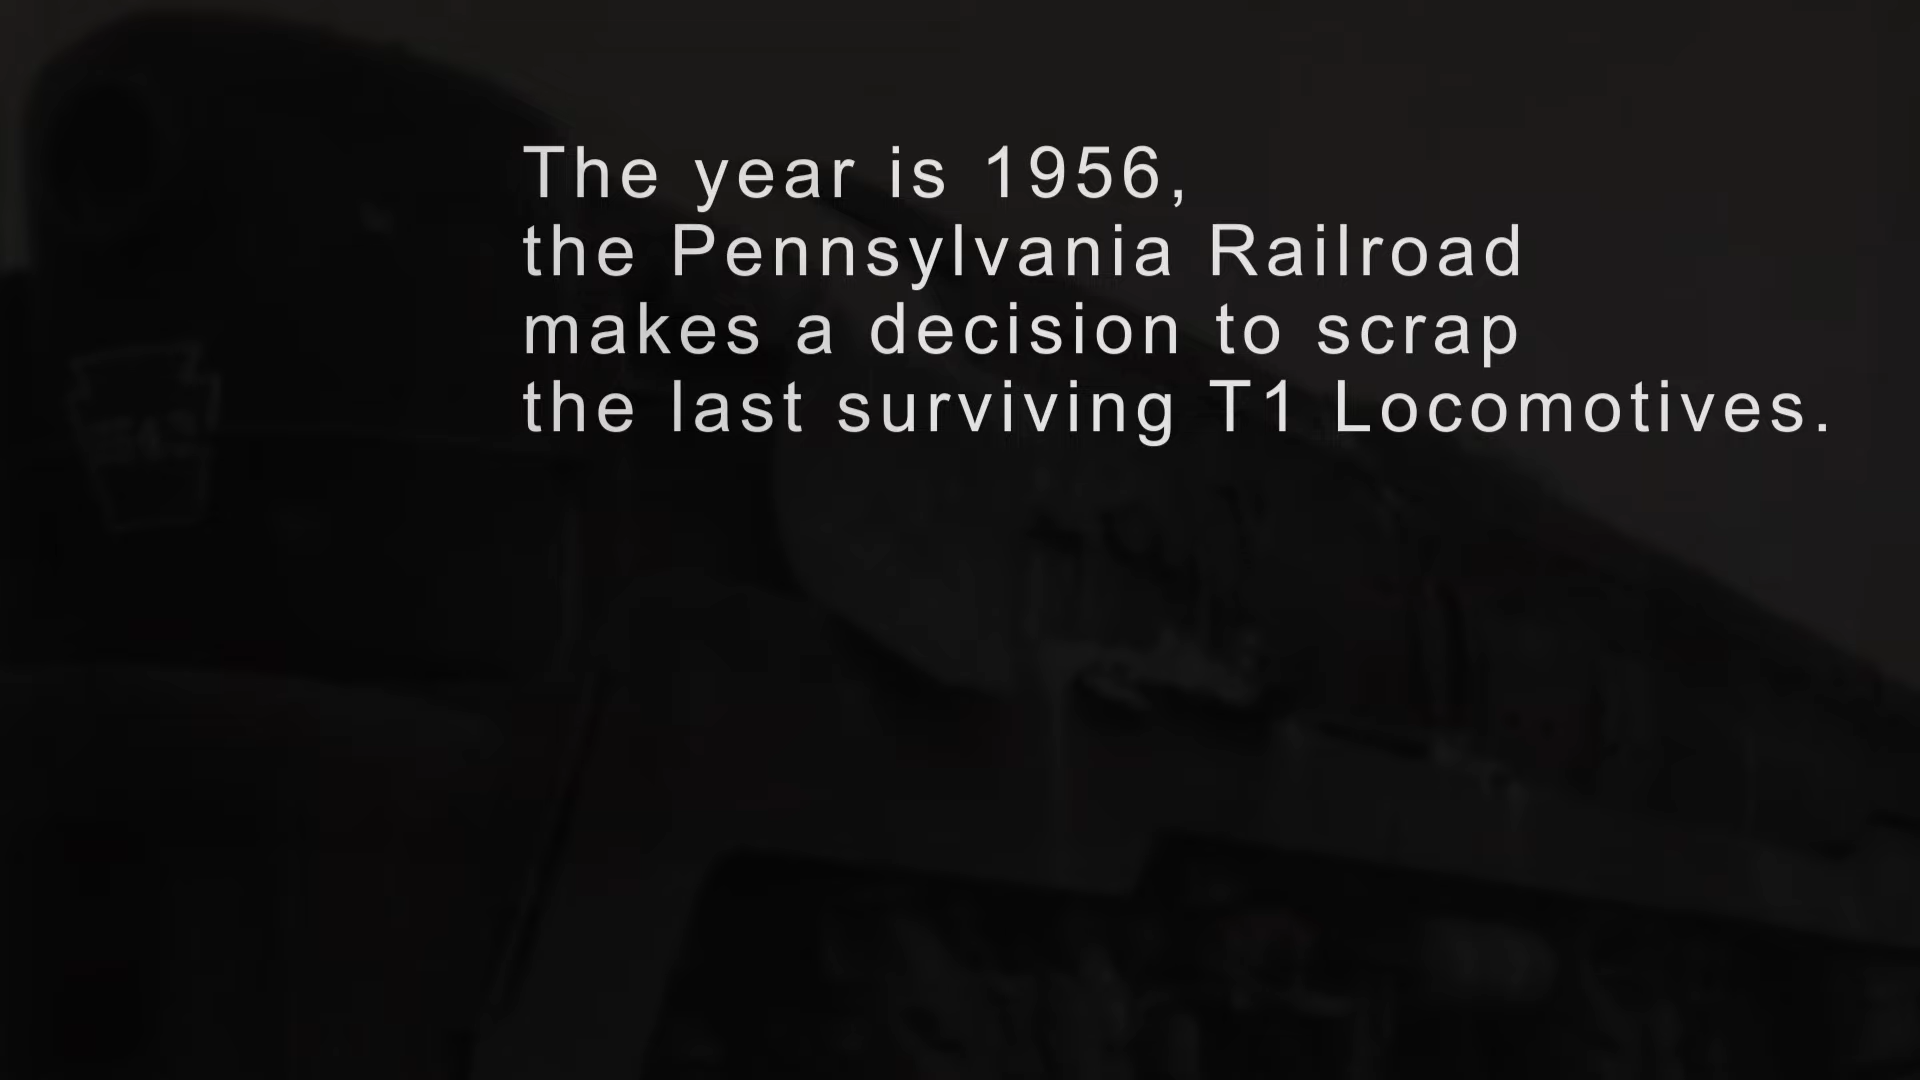 The year is 1956,
the Pennsylvania Railroad
makes a decision to scrap
the last surviving T1 Locomotives.